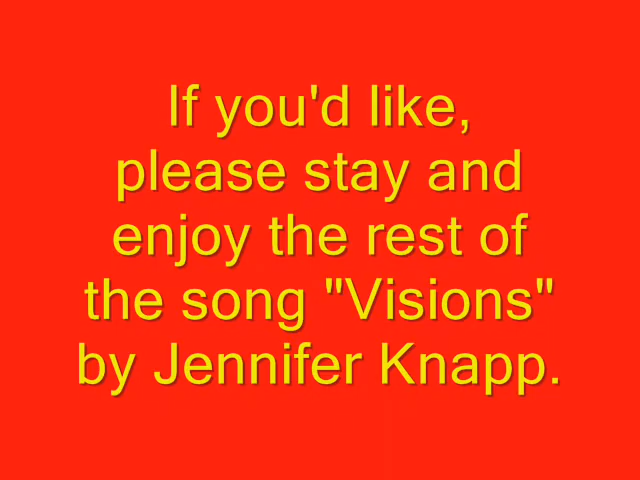 If you'd like,
please stay and
enjoy the rest of
the song "Visions"
by Jennifer Knapp.